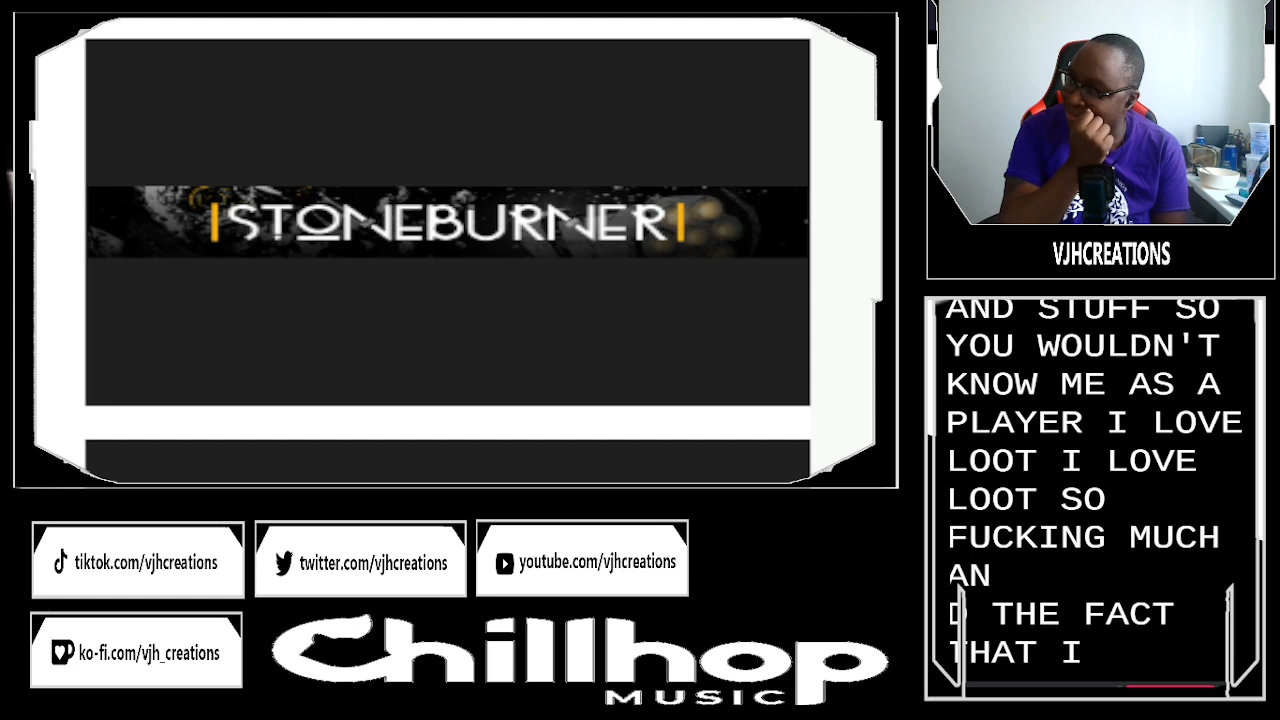 |STONEBURNER|
VJHCREATIONS
AND STUFF SO
YOU WOULDN'T
KNOW ME AS A
PLAYER I LOVE
LOOT I LOVE
LOOT SO
FUCKING MUCH
AN
D THE FACT
THAT I
tiktok.com/vjhcreations
twitter.com/vjhcreations
youtube.com/vjhcreations
ko-fi.com/vjh_creations
Chillhop
MUSIC